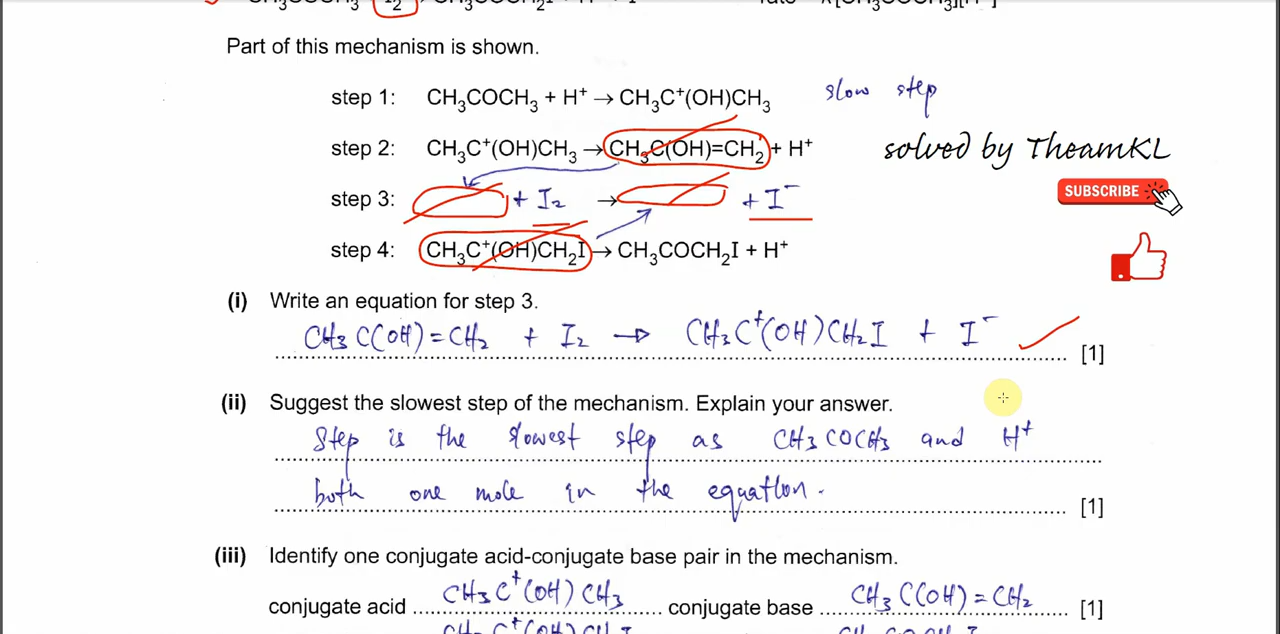 Part of this mechanism is shown.
step 1: CH₃COCH₃ + H⁺ → CH₃C⁺(OH)CH₃ slow step
step 2: CH₃C⁺(OH)CH₃ → CH₃C(OH)=CH₂ + H⁺ solved by TheamKL
SUBSCRIBE
step 3: + I₂ → + I⁻
step 4: CH₃C⁺(OH)CH₂I → CH₃COCH₂I + H⁺
(i) Write an equation for step 3.
CH₃C(OH)=CH₂ + I₂ → CH₃C⁺(OH)CH₂I + I⁻
[1]
(ii) Suggest the slowest step of the mechanism. Explain your answer.
Step is the slowest step as CH₃COCH₃ and H⁺
both one mole in the equation.
[1]
(iii) Identify one conjugate acid-conjugate base pair in the mechanism.
conjugate acid CH₃C⁺(OH)CH₃ conjugate base CH₃C(OH)=CH₂ [1]